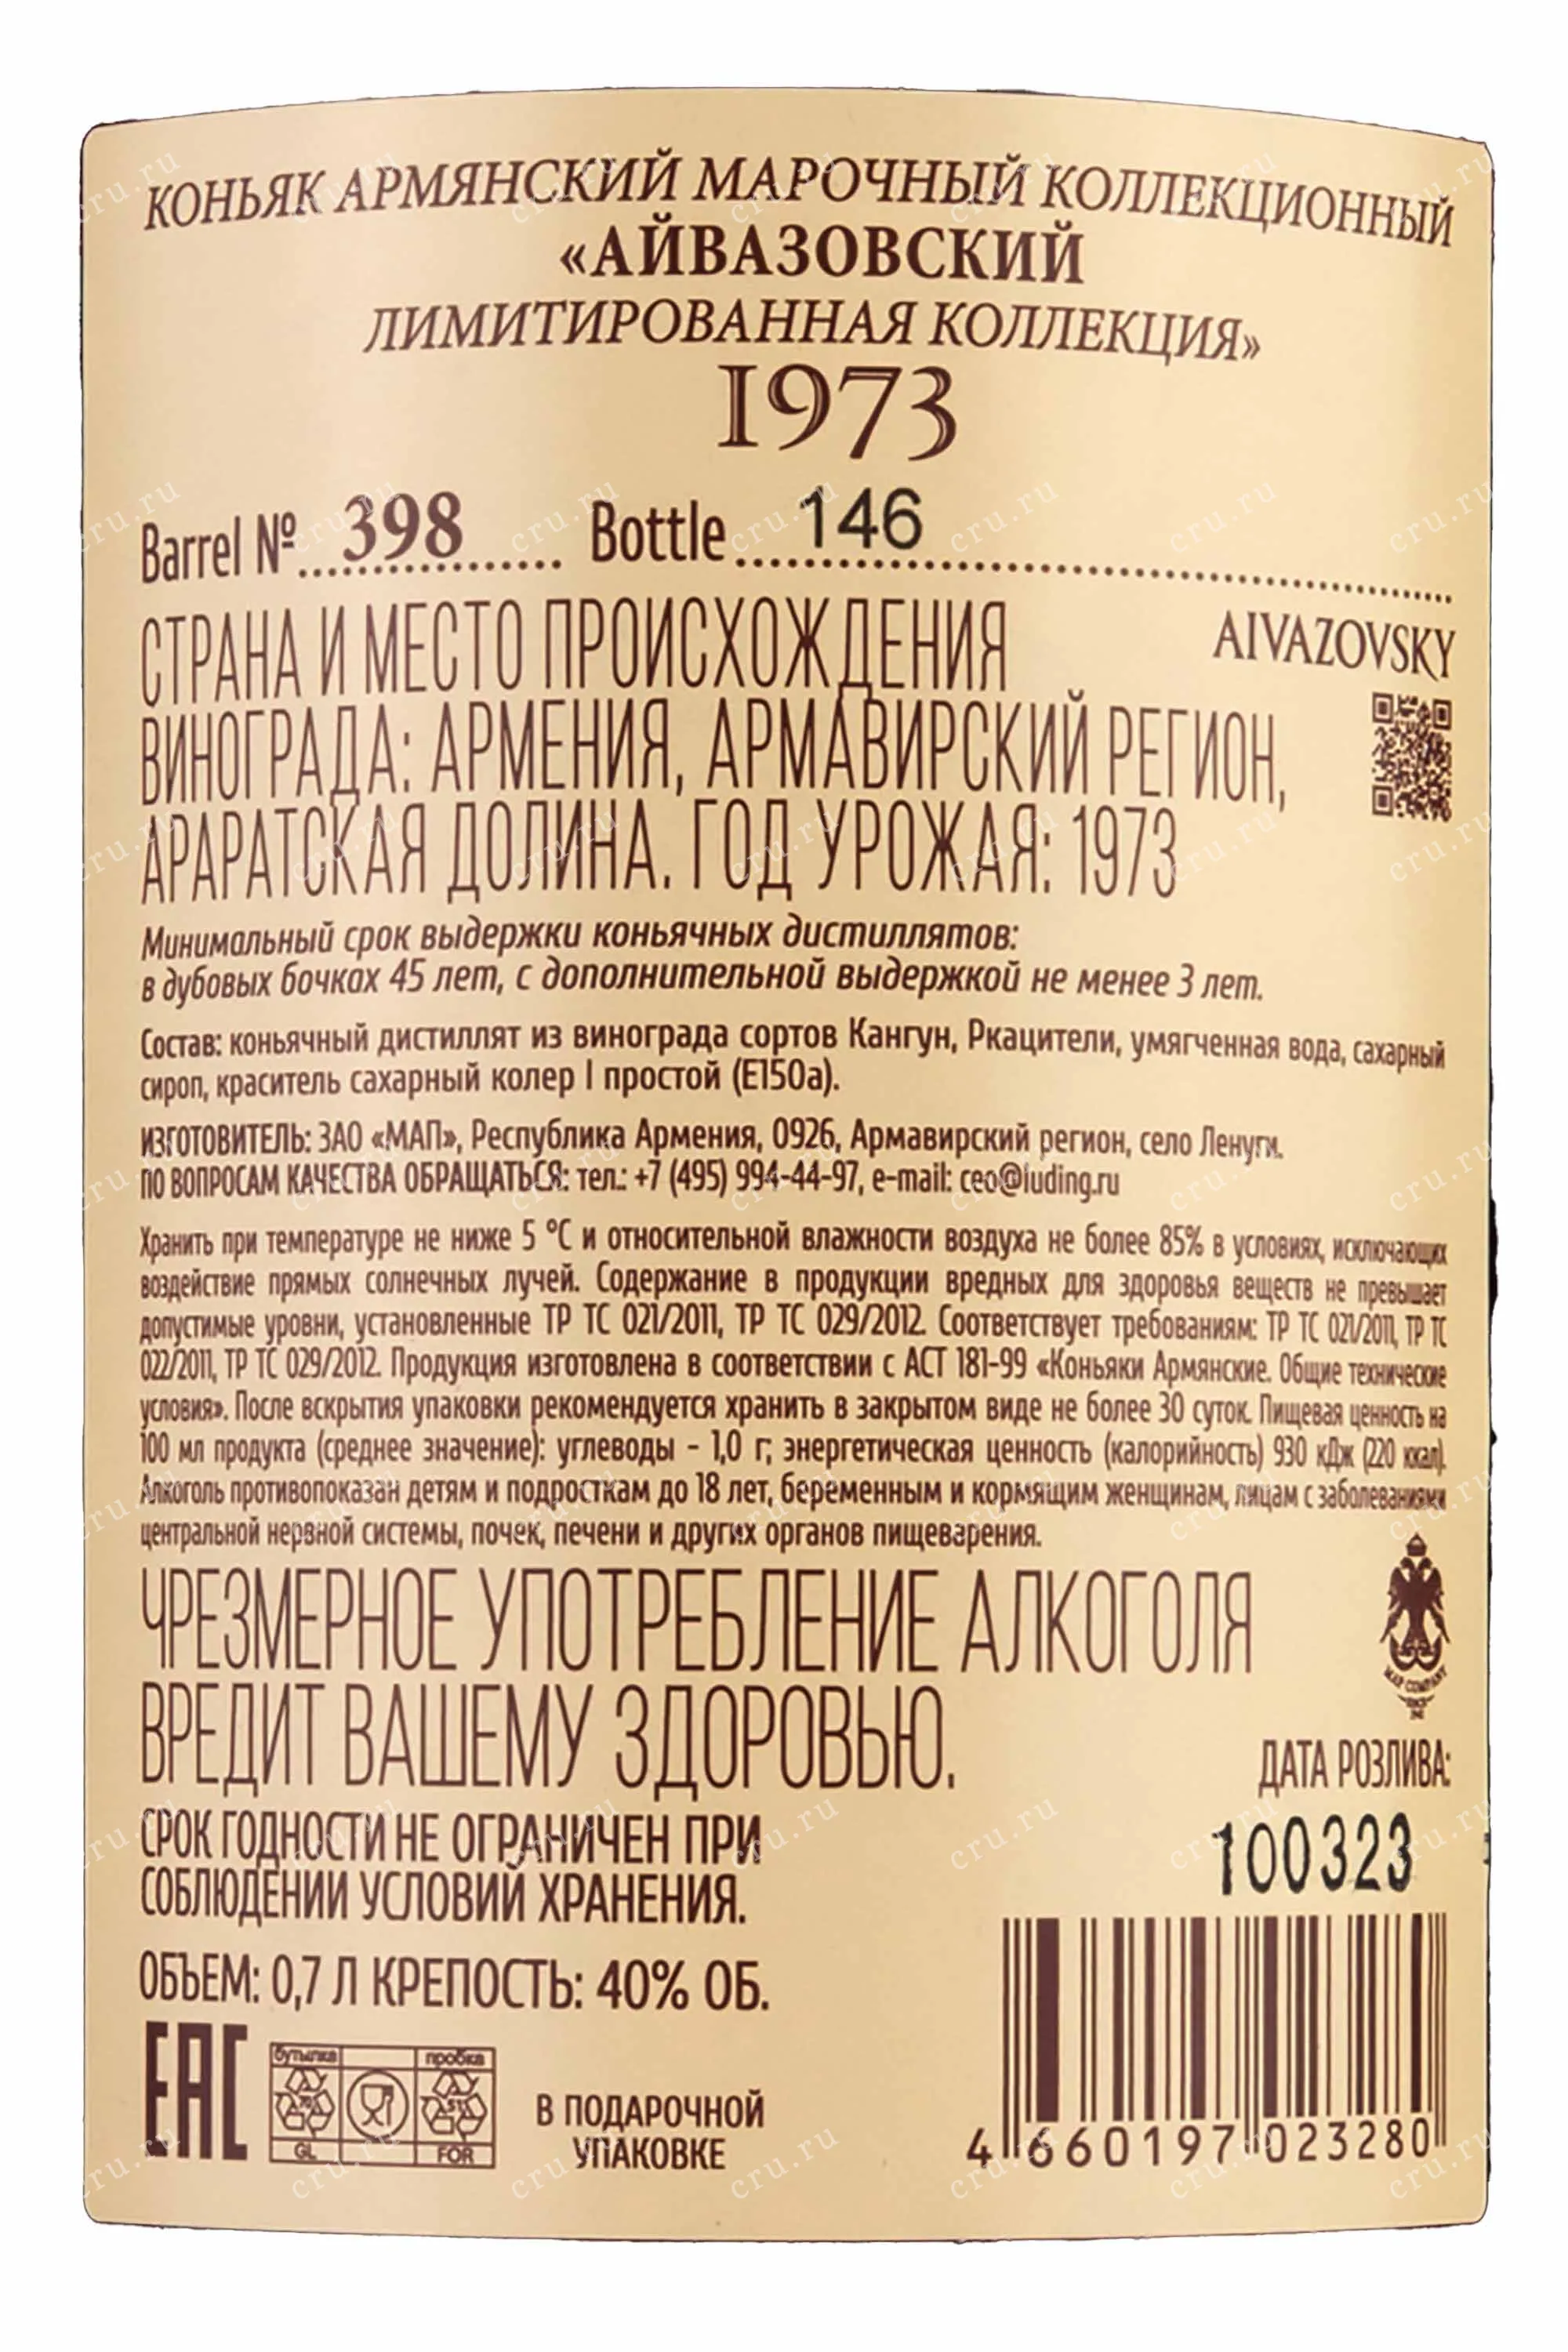 КОНЬЯК АРМЯНСКИЙ МАРОЧНЫЙ КОЛЛЕКЦИОННЫЙ
«АЙВАЗОВСКИЙ
ЛИМИТИРОВАННАЯ КОЛЛЕКЦИЯ»
1973
Barrel № 398 Bottle 146
AIVAZOVSKY
СТРАНА И МЕСТО ПРОИСХОЖДЕНИЯ
ВИНОГРАДА: АРМЕНИЯ, АРМАВИРСКИЙ РЕГИОН,
АРАРАТСКАЯ ДОЛИНА. ГОД УРОЖАЯ: 1973
Минимальный срок выдержки коньячных дистиллятов:
в дубовых бочках 45 лет, с дополнительной выдержкой не менее 3 лет.
Состав: коньячный дистиллят из винограда сортов Кангун, Ркацители, умягченная вода, сахарный
сироп, краситель сахарный колер I простой (Е150а).
ИЗГОТОВИТЕЛЬ: ЗАО «МАП», Республика Армения, 0926, Армавирский регион, село Ленуги.
ПО ВОПРОСАМ КАЧЕСТВА ОБРАЩАТЬСЯ: тел.: +7 (495) 994-44-97, e-mail: ceo@luding.ru
Хранить при температуре не ниже 5 °С и относительной влажности воздуха не более 85% в условиях, исключающих
воздействие прямых солнечных лучей. Содержание в продукции вредных для здоровья веществ не превышает
допустимые уровни, установленные ТР ТС 021/2011, ТР ТС 029/2012. Соответствует требованиям: ТР ТС 021/2011, ТР ТС
022/2011, ТР ТС 029/2012. Продукция изготовлена в соответствии с АСТ 181-99 «Коньяки Армянские. Общие технические
условия». После вскрытия упаковки рекомендуется хранить в закрытом виде не более 30 суток. Пищевая ценность на
100 мл продукта (среднее значение): углеводы - 1,0 г; энергетическая ценность (калорийность) 930 кДж (220 ккал).
Алкоголь противопоказан детям и подросткам до 18 лет, беременным и кормящим женщинам, лицам с заболеваниями
центральной нервной системы, почек, печени и других органов пищеварения.
ЧРЕЗМЕРНОЕ УПОТРЕБЛЕНИЕ АЛКОГОЛЯ
ВРЕДИТ ВАШЕМУ ЗДОРОВЬЮ.
MAP COMPANY
ДАТА РОЗЛИВА:
100323
СРОК ГОДНОСТИ НЕ ОГРАНИЧЕН ПРИ
СОБЛЮДЕНИИ УСЛОВИЙ ХРАНЕНИЯ.
ОБЪЕМ: 0,7 Л КРЕПОСТЬ: 40% ОБ.
EAC
бутылка пробка
70 51
GL FOR
В ПОДАРОЧНОЙ
УПАКОВКЕ
4 660197 023280
cru.ru